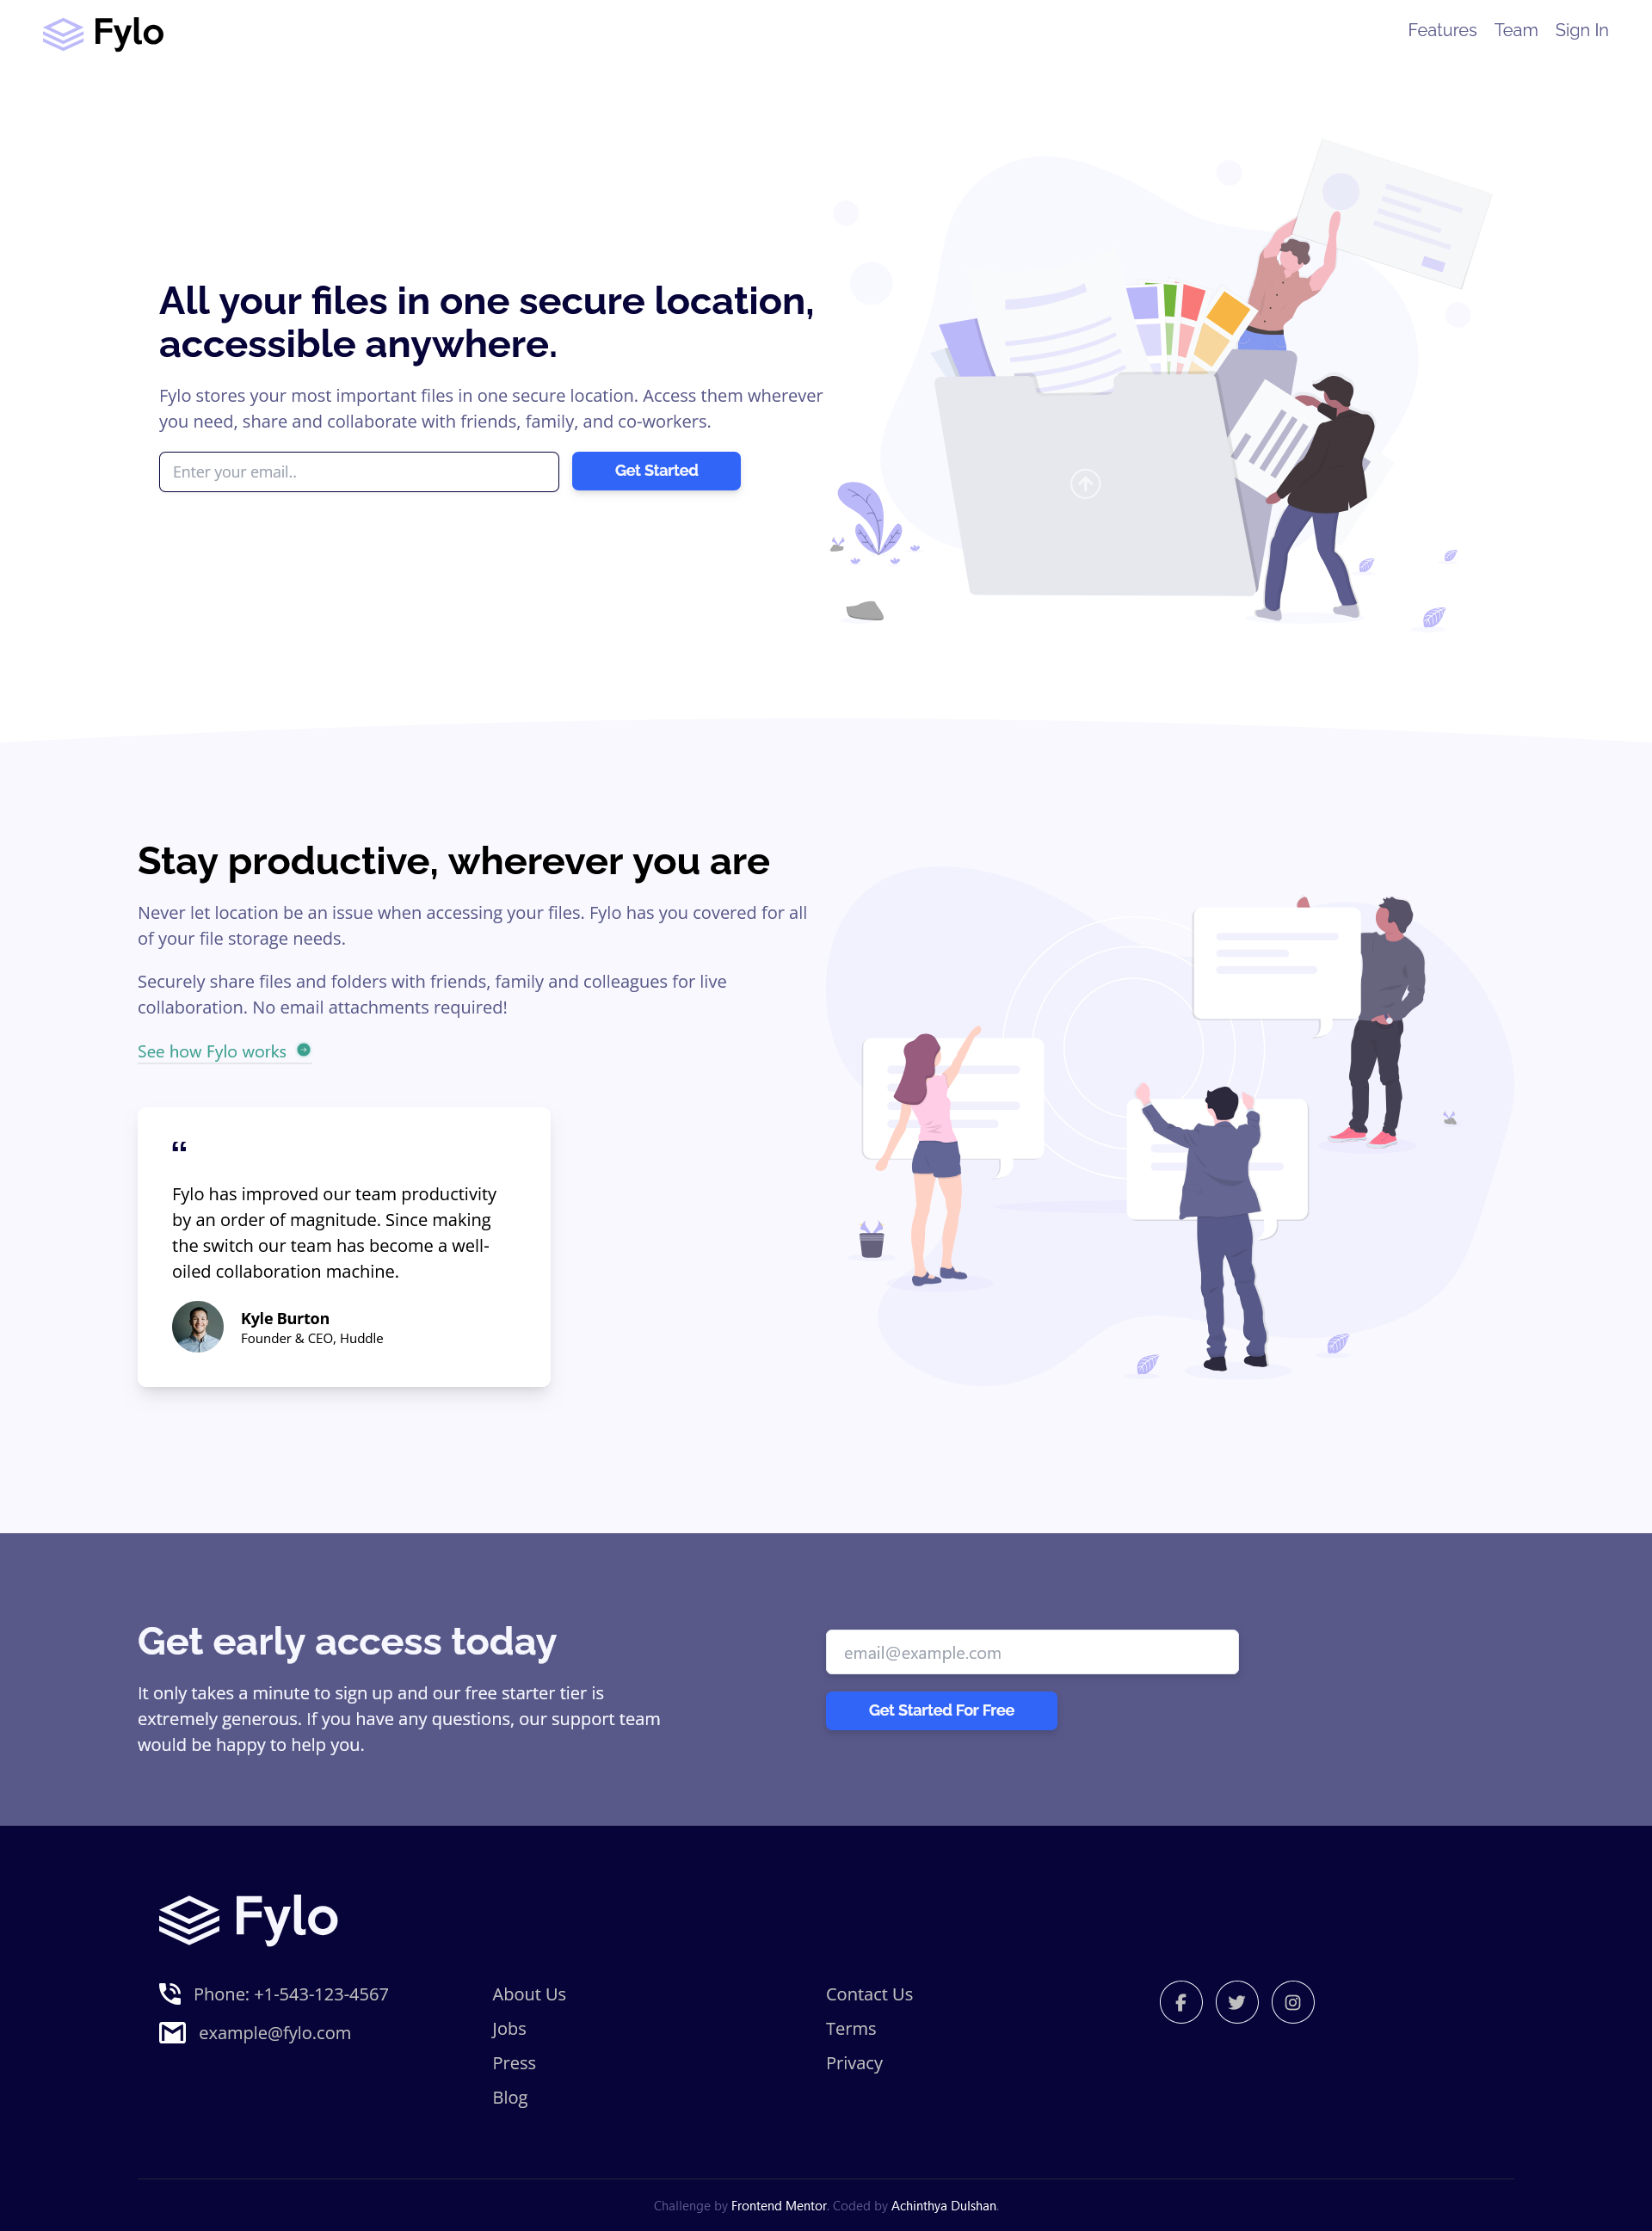 Fylo
Features Team Sign In
All your files in one secure location,
accessible anywhere.
Fylo stores your most important files in one secure location. Access them wherever
you need, share and collaborate with friends, family, and co-workers.
Enter your email..
Get Started
Stay productive, wherever you are
Never let location be an issue when accessing your files. Fylo has you covered for all
of your file storage needs.
Securely share files and folders with friends, family and colleagues for live
collaboration. No email attachments required!
See how Fylo works
“
Fylo has improved our team productivity
by an order of magnitude. Since making
the switch our team has become a well-
oiled collaboration machine.
Kyle Burton
Founder & CEO, Huddle
Get early access today
It only takes a minute to sign up and our free starter tier is
extremely generous. If you have any questions, our support team
would be happy to help you.
email@example.com
Get Started For Free
Fylo
Phone: +1-543-123-4567
example@fylo.com
About Us
Jobs
Press
Blog
Contact Us
Terms
Privacy
Challenge by Frontend Mentor. Coded by Achinthya Dulshan.